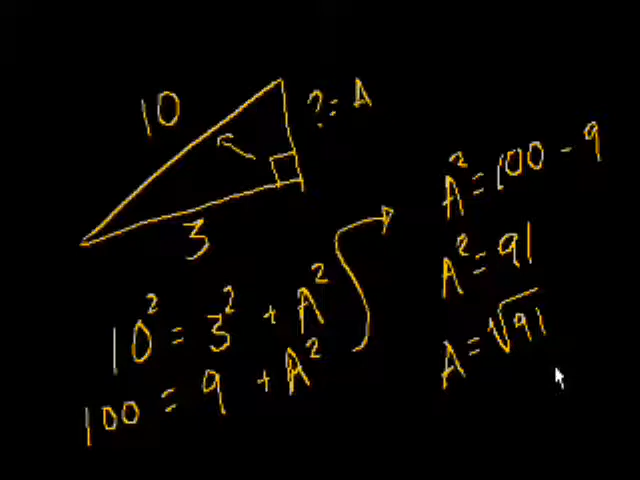 10
?=A
3
10² = 3² + A²
100 = 9 + A²
A² = 100 - 9
A² = 91
A = √91